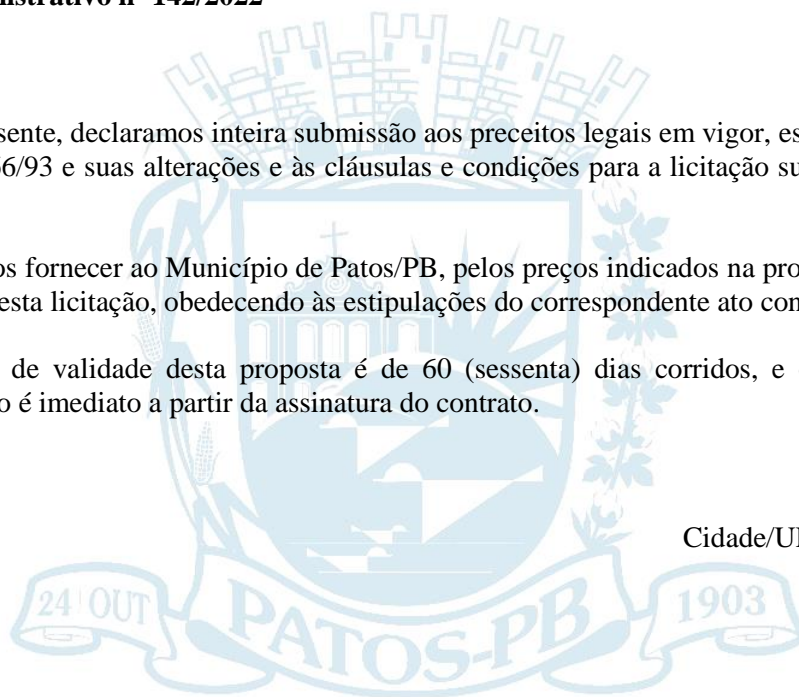 nistrativo nº 142/2022
sente, declaramos inteira submissão aos preceitos legais em vigor, es
66/93 e suas alterações e às cláusulas e condições para a licitação su
os fornecer ao Município de Patos/PB, pelos preços indicados na pro
esta licitação, obedecendo às estipulações do correspondente ato con
de validade desta proposta é de 60 (sessenta) dias corridos, e
o é imediato a partir da assinatura do contrato.
Cidade/U
24 OUT
PATOS-PB
1903